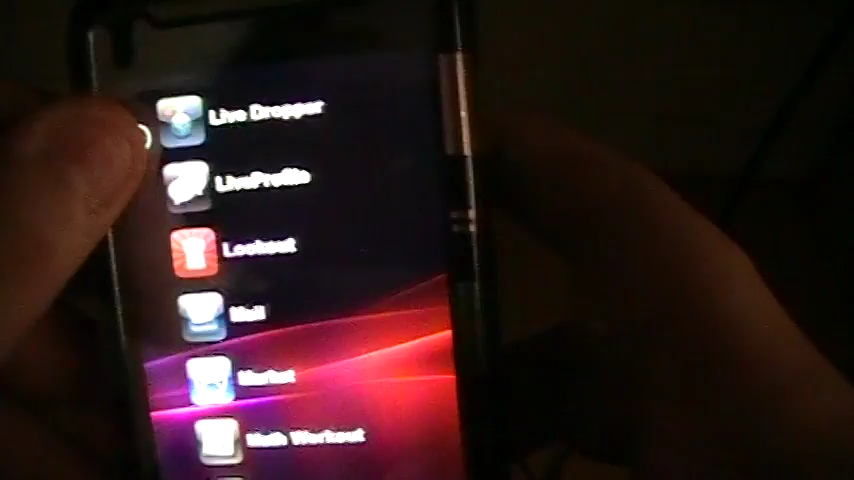 Live Dropper
LiveProfile
Lookout
Mail
Market
Math Workout